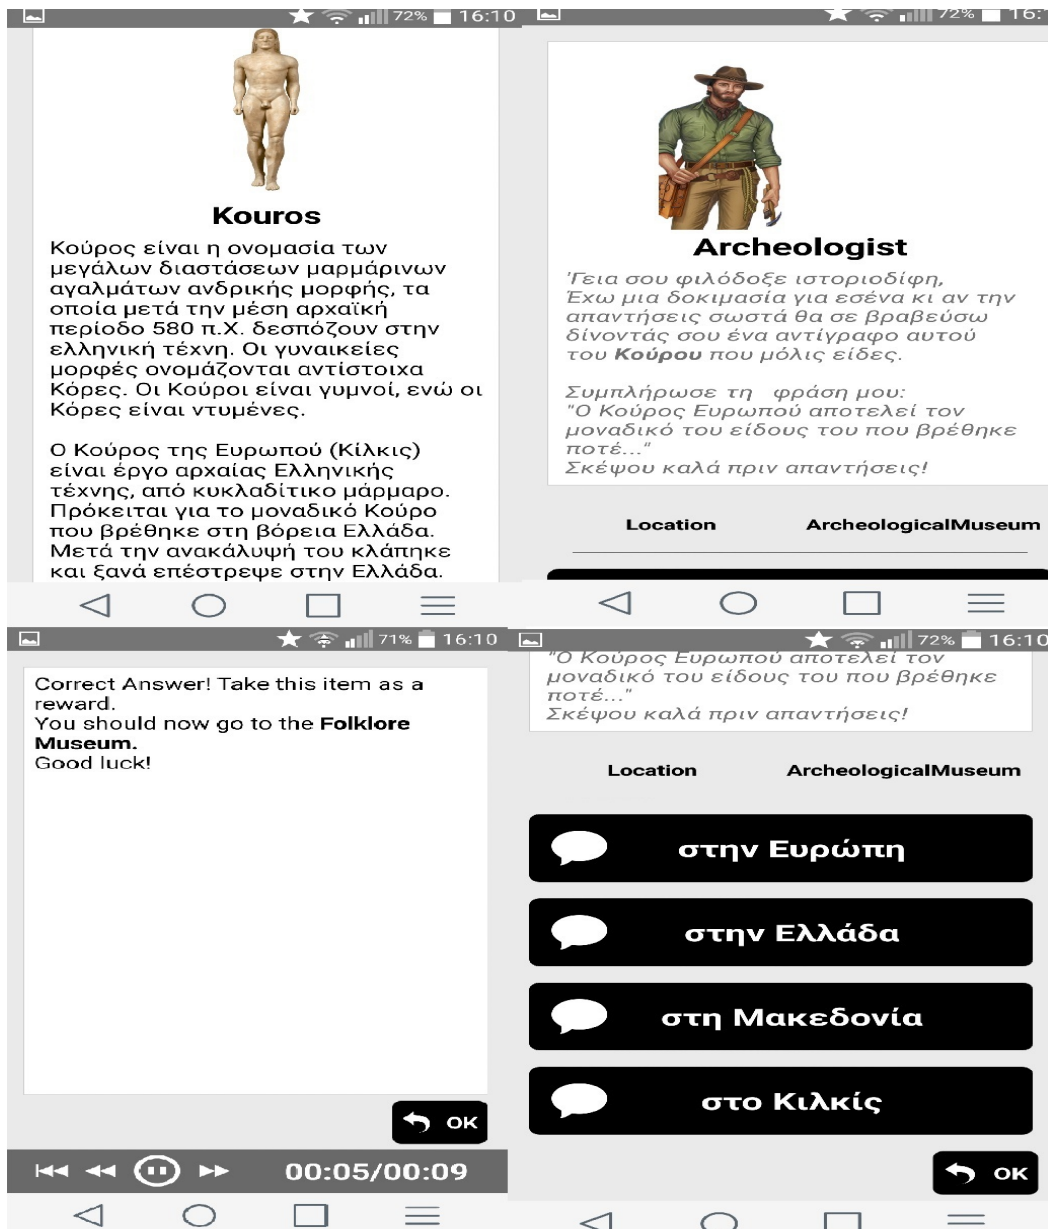 72% 16:10
Kouros
Κούρος είναι η ονομασία των
μεγάλων διαστάσεων μαρμάρινων
αγαλμάτων ανδρικής μορφής, τα
οποία μετά την μέση αρχαϊκή
περίοδο 580 π.Χ. δεσπόζουν στην
ελληνική τέχνη. Οι γυναικείες
μορφές ονομάζονται αντίστοιχα
Κόρες. Οι Κούροι είναι γυμνοί, ενώ οι
Κόρες είναι ντυμένες.
Ο Κούρος της Ευρωπού (Κίλκις)
είναι έργο αρχαίας Ελληνικής
τέχνης, από κυκλαδίτικο μάρμαρο.
Πρόκειται για το μοναδικό Κούρο
που βρέθηκε στη βόρεια Ελλάδα.
Μετά την ανακάλυψή του κλάπηκε
και ξανά επέστρεψε στην Ελλάδα.
72%
Archeologist
'Γεια σου φιλόδοξε ιστοριοδίφη,
Έχω μια δοκιμασία για εσένα κι αν την
απαντήσεις σωστά θα σε βραβεύσω
δίνοντάς σου ένα αντίγραφο αυτού
του Κούρου που μόλις είδες.
Συμπλήρωσε τη φράση μου:
"Ο Κούρος Ευρωπού αποτελεί τον
μοναδικό του είδους του που βρέθηκε
ποτέ..."
Σκέψου καλά πριν απαντήσεις!
Location ArcheologicalMuseum
71% 16:10
Correct Answer! Take this item as a
reward.
You should now go to the Folklore
Museum.
Good luck!
OK
00:05/00:09
72% 16:10
"Ο Κούρος Ευρωπού αποτελεί τον
μοναδικό του είδους του που βρέθηκε
ποτέ..."
Σκέψου καλά πριν απαντήσεις!
Location ArcheologicalMuseum
στην Ευρώπη
στην Ελλάδα
στη Μακεδονία
στο Κιλκίς
OK